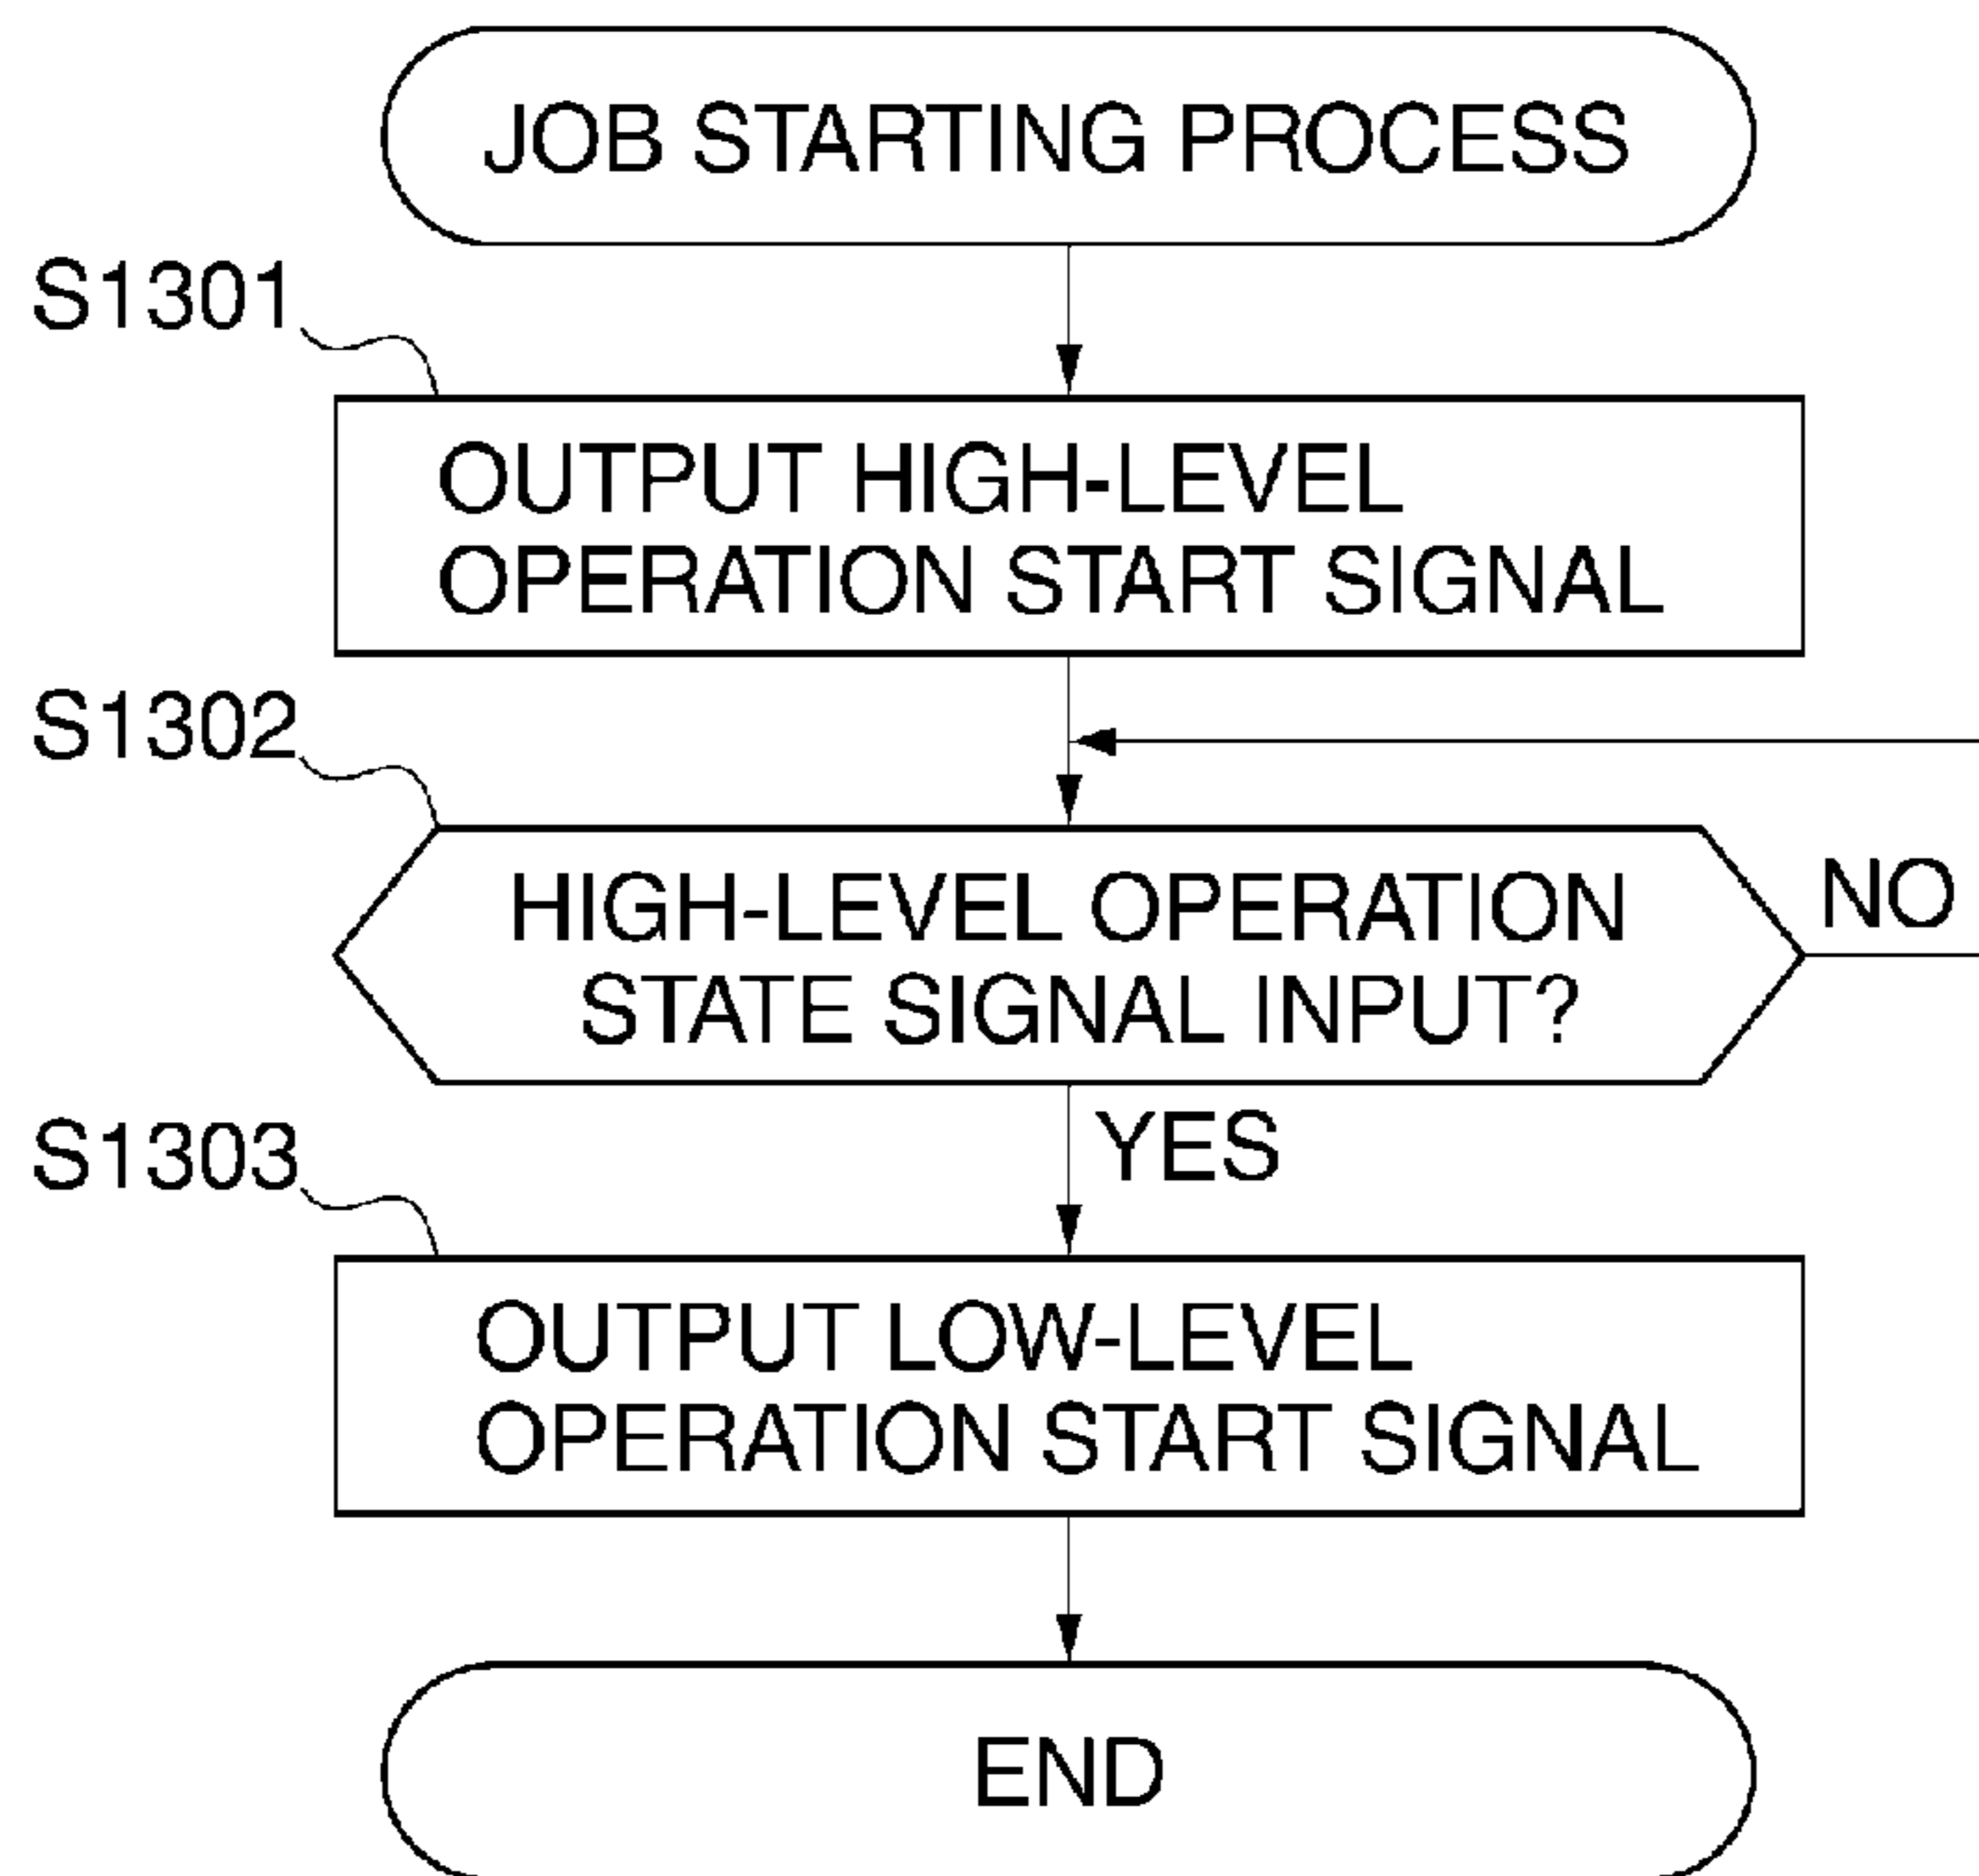 JOB STARTING PROCESS
S1301
OUTPUT HIGH-LEVEL
OPERATION START SIGNAL
S1302
HIGH-LEVEL OPERATION
STATE SIGNAL INPUT?
NO
YES
S1303
OUTPUT LOW-LEVEL
OPERATION START SIGNAL
END